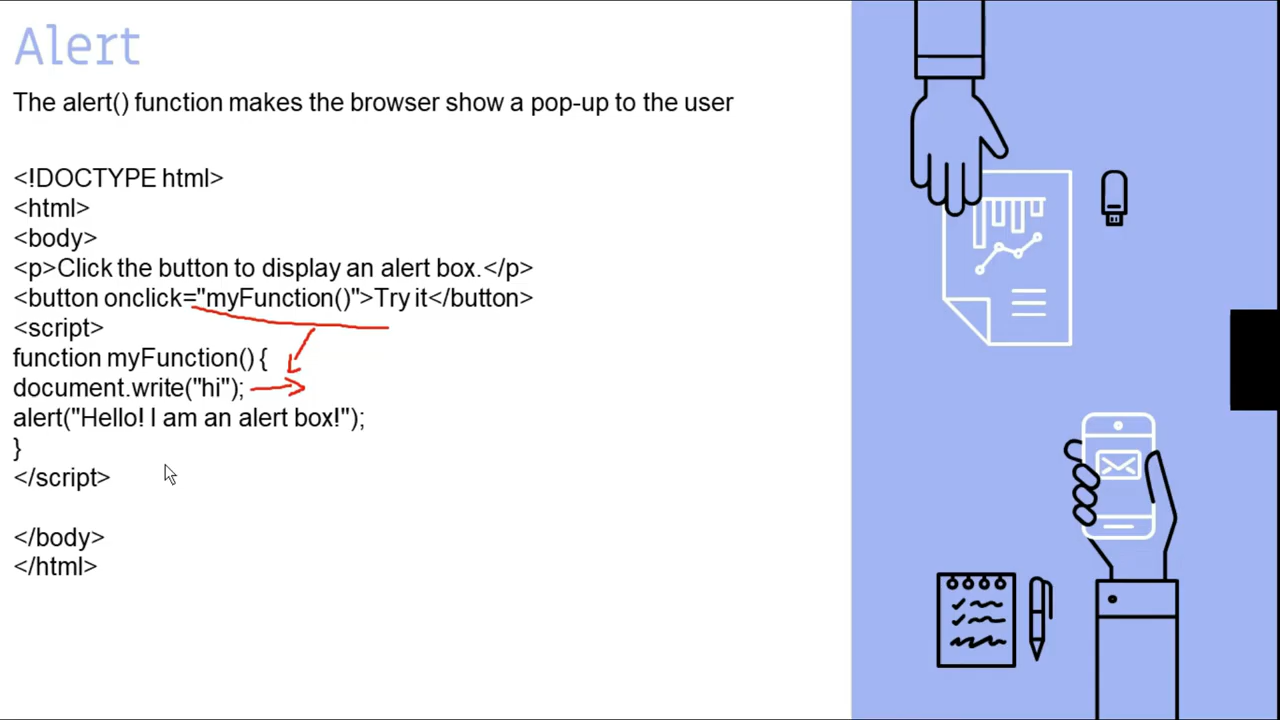 Alert
The alert() function makes the browser show a pop-up to the user
<!DOCTYPE html>
<html>
<body>
<p>Click the button to display an alert box.</p>
<button onclick="myFunction()">Try it</button>
<script>
function myFunction() {
document.write("hi");
alert("Hello! I am an alert box!");
}
</script>
</body>
</html>